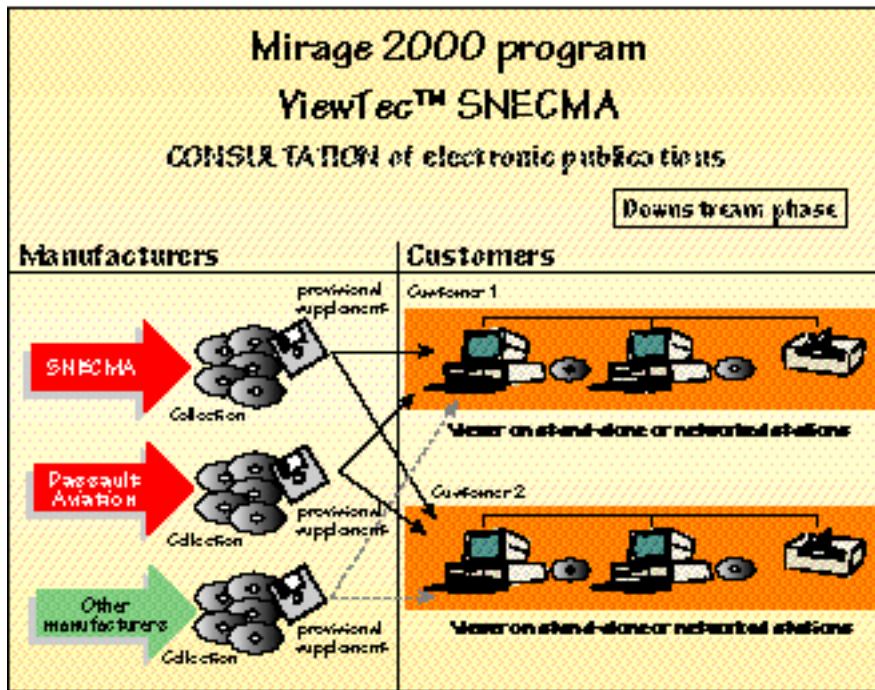 Mirage 2000 program
ViewTec™ SNECMA
CONSULTATION of electronic publications
Downstream phase
Manufacturers
Customers
provisional
supplement
Customer 1
SNECMA
Collection
Viewer on stand-alone or networked stations
Dassault
Aviation
provisional
supplement
Collection
Customer 2
Other
manufacturers
provisional
supplement
Collection
Viewer on stand-alone or networked stations